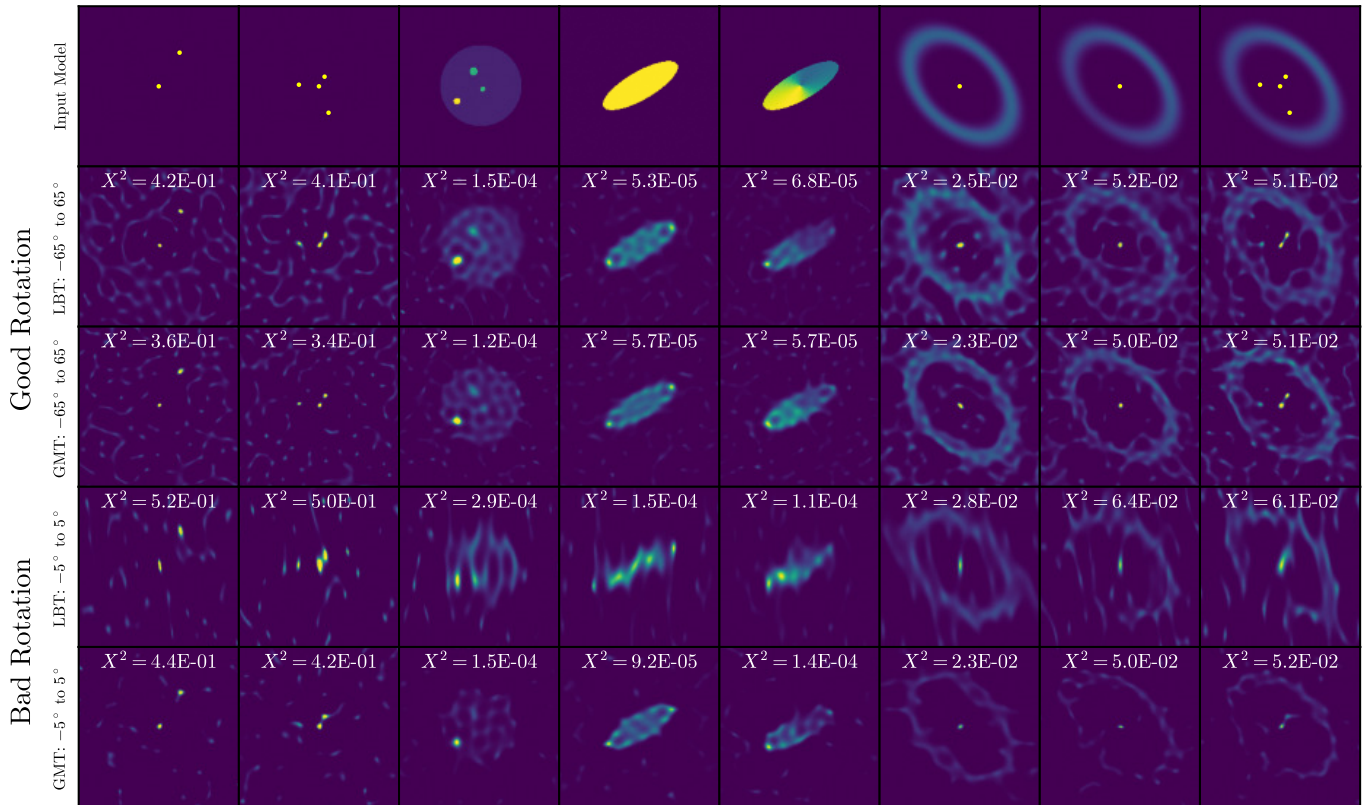 Input Model
Good Rotation
LBT: −65° to 65°
X² = 4.2E-01
X² = 4.1E-01
X² = 1.5E-04
X² = 5.3E-05
X² = 6.8E-05
X² = 2.5E-02
X² = 5.2E-02
X² = 5.1E-02
GMT: −65° to 65°
X² = 3.6E-01
X² = 3.4E-01
X² = 1.2E-04
X² = 5.7E-05
X² = 5.7E-05
X² = 2.3E-02
X² = 5.0E-02
X² = 5.1E-02
Bad Rotation
LBT: −5° to 5°
X² = 5.2E-01
X² = 5.0E-01
X² = 2.9E-04
X² = 1.5E-04
X² = 1.1E-04
X² = 2.8E-02
X² = 6.4E-02
X² = 6.1E-02
GMT: −5° to 5°
X² = 4.4E-01
X² = 4.2E-01
X² = 1.5E-04
X² = 9.2E-05
X² = 1.4E-04
X² = 2.3E-02
X² = 5.0E-02
X² = 5.2E-02